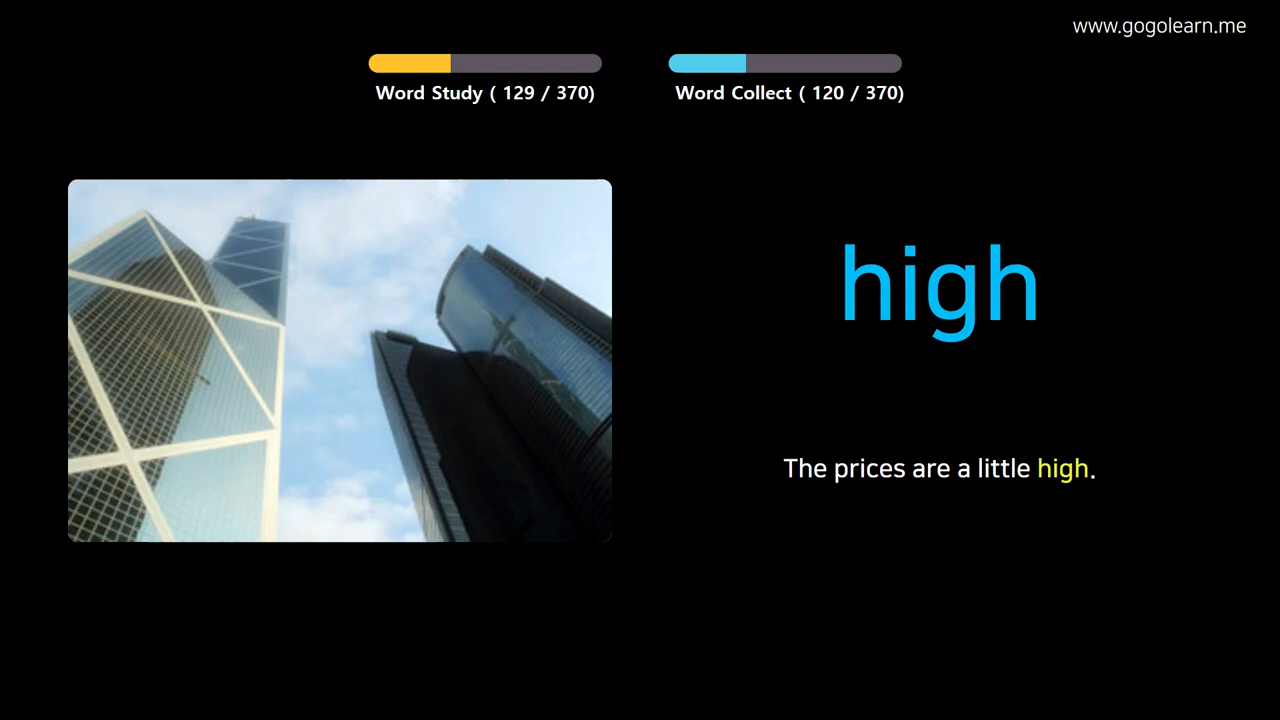 www.gogolearn.me
Word Study ( 129 / 370)
Word Collect ( 120 / 370)
high
The prices are a little high.